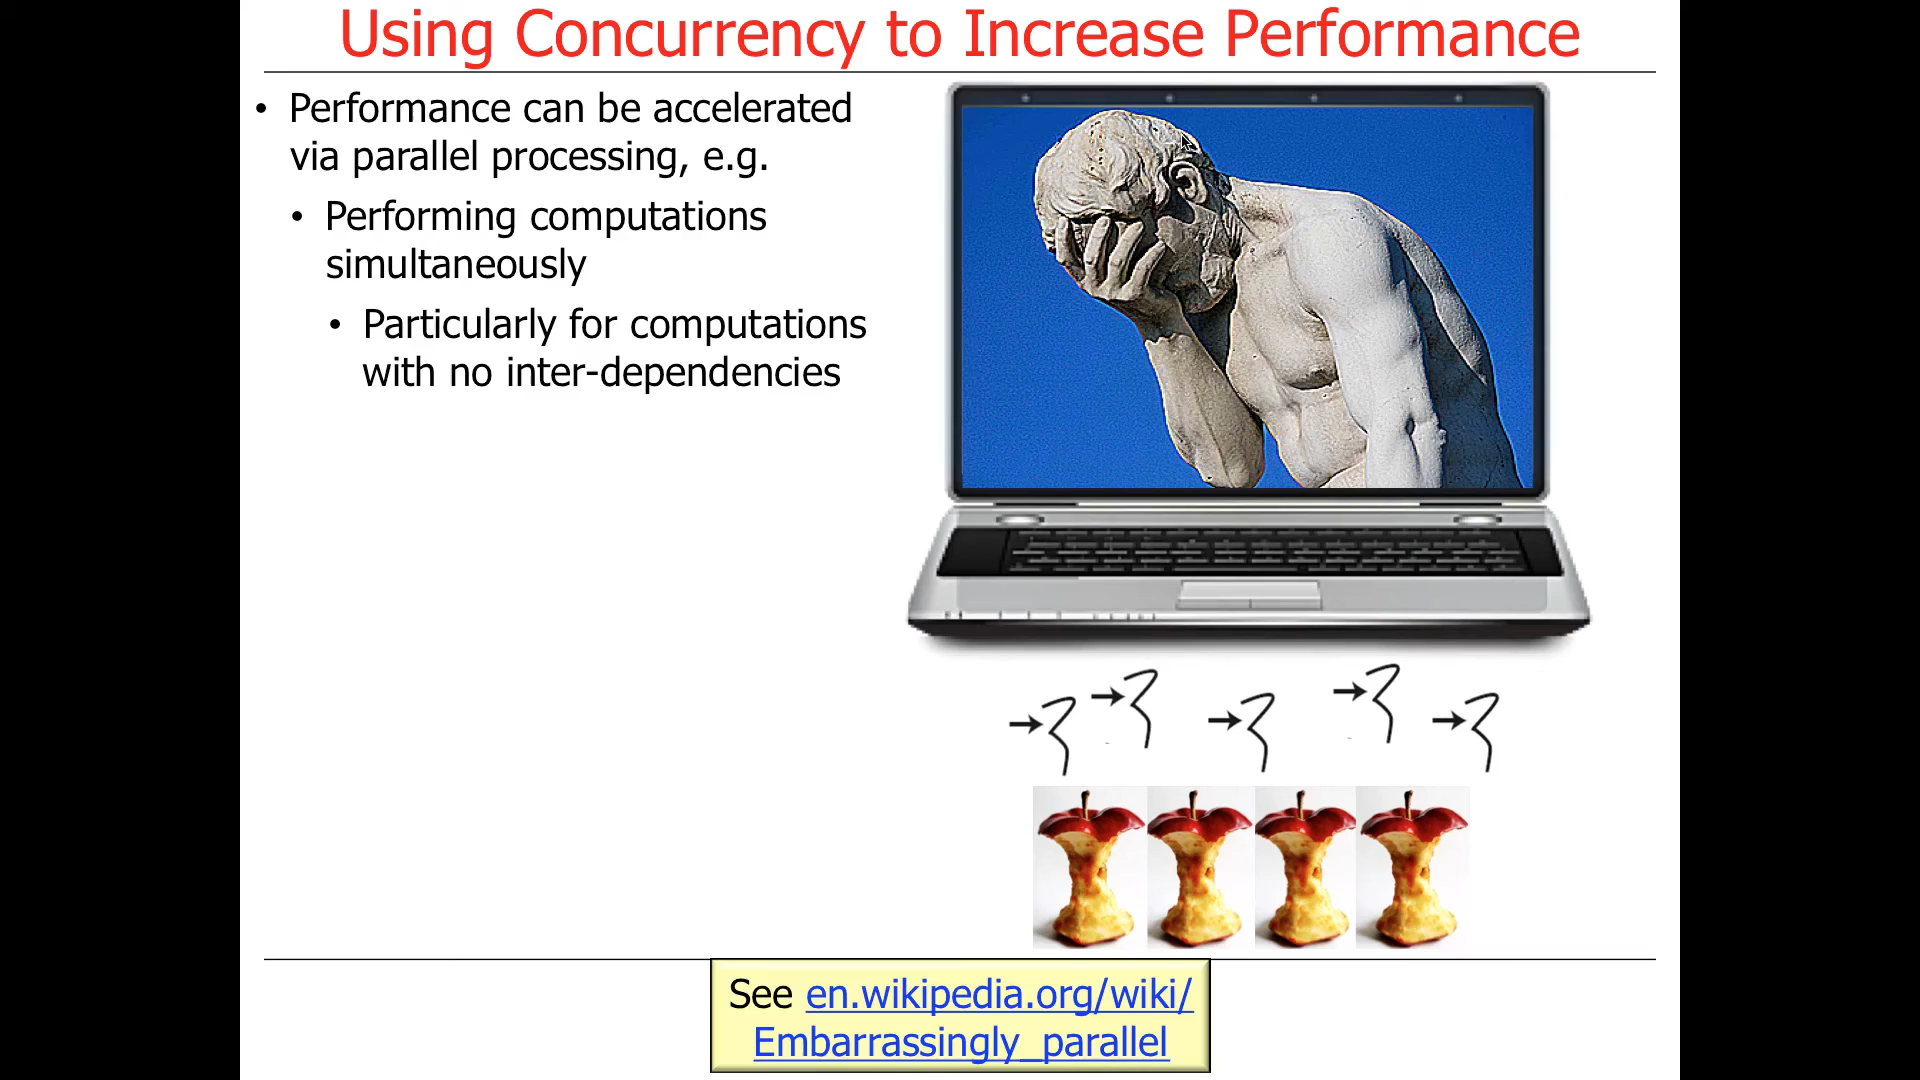 Using Concurrency to Increase Performance
• Performance can be accelerated
via parallel processing, e.g.
• Performing computations
simultaneously
• Particularly for computations
with no inter-dependencies
See en.wikipedia.org/wiki/
Embarrassingly_parallel